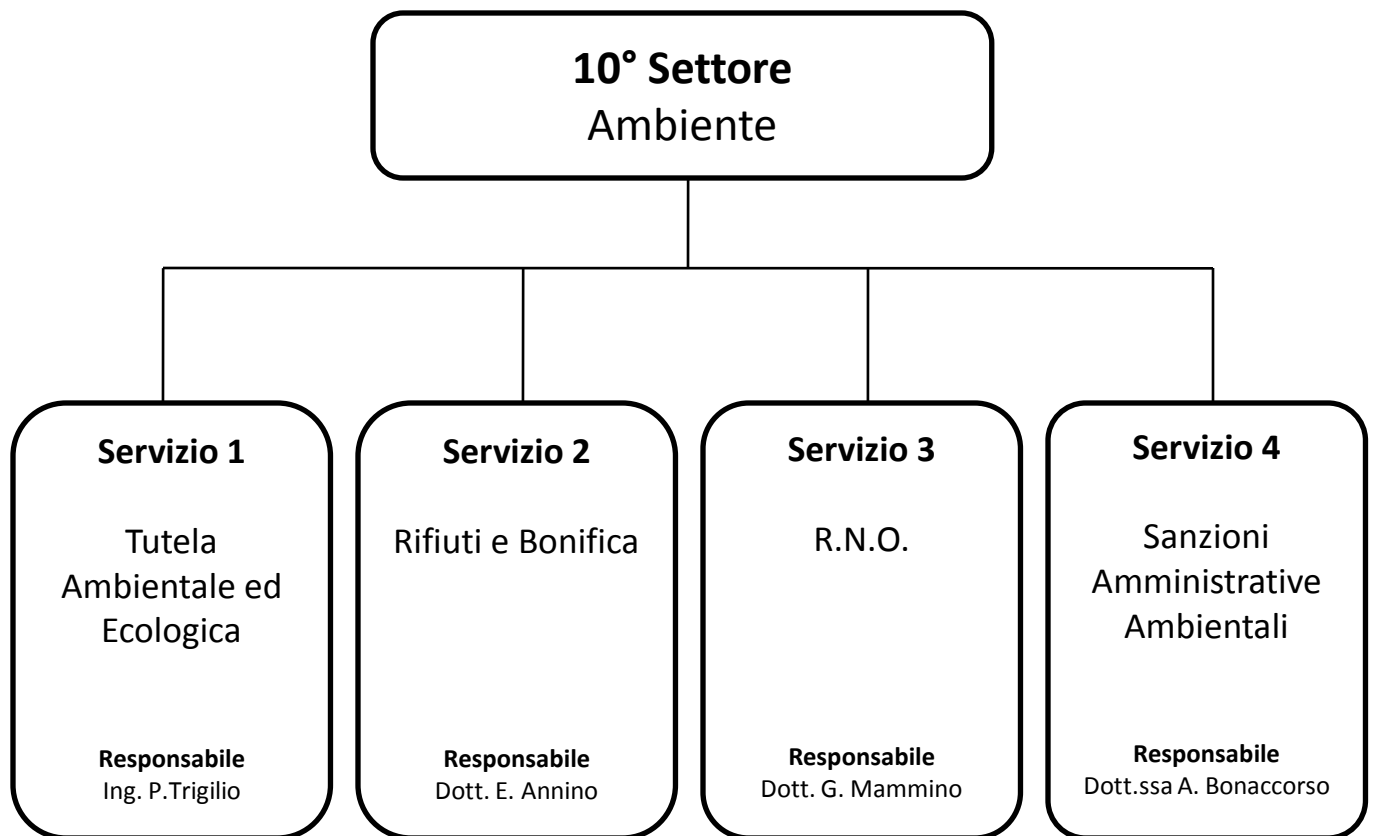 10° Settore
Ambiente
Servizio 1
Tutela
Ambientale ed
Ecologica
Responsabile
Ing. P.Trigilio
Servizio 2
Rifiuti e Bonifica
Responsabile
Dott. E. Annino
Servizio 3
R.N.O.
Responsabile
Dott. G. Mammino
Servizio 4
Sanzioni
Amministrative
Ambientali
Responsabile
Dott.ssa A. Bonaccorso